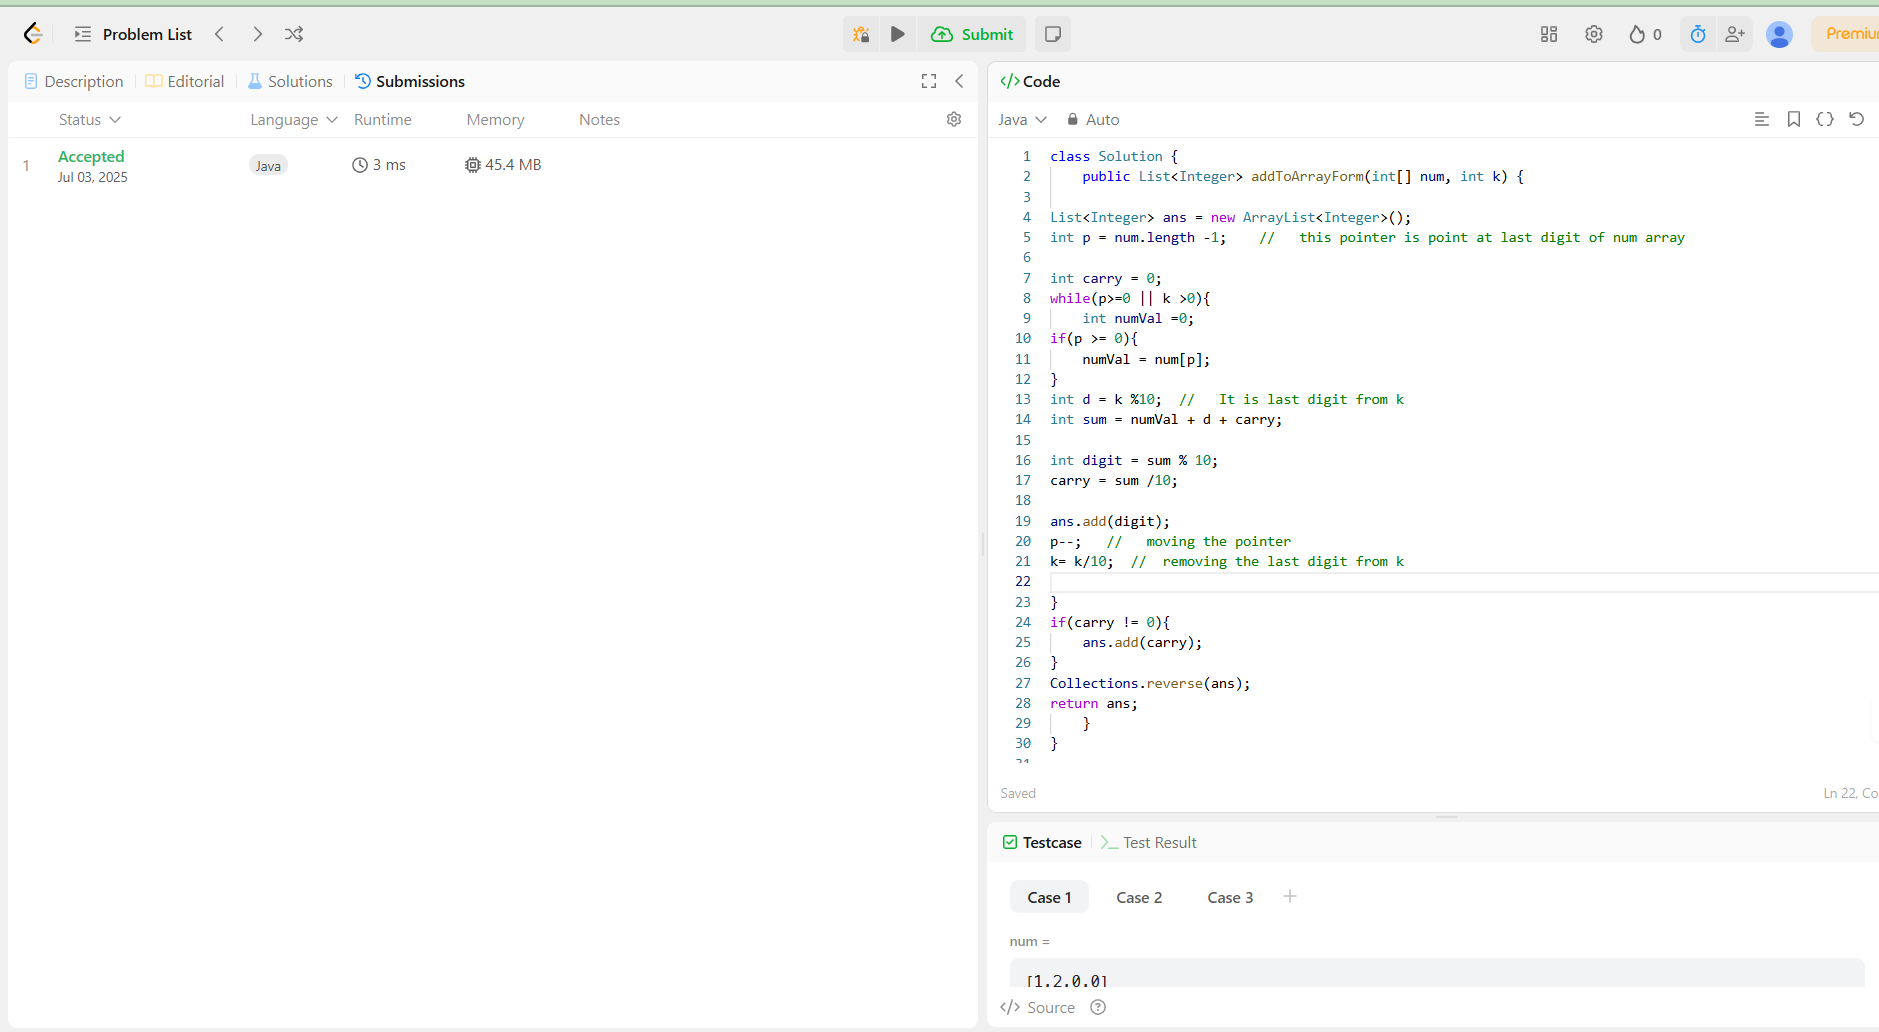 Problem List
Submit
0
Premiu
Description
Editorial
Solutions
Submissions
Status
Language
Runtime
Memory
Notes
1
Accepted
Jul 03, 2025
Java
3 ms
45.4 MB
</> Code
Java
Auto
1 class Solution {
2     public List<Integer> addToArrayForm(int[] num, int k) {
3
4 List<Integer> ans = new ArrayList<Integer>();
5 int p = num.length -1;    //   this pointer is point at last digit of num array
6
7 int carry = 0;
8 while(p>=0 || k >0){
9     int numVal =0;
10 if(p >= 0){
11     numVal = num[p];
12 }
13 int d = k %10;  //   It is last digit from k
14 int sum = numVal + d + carry;
15
16 int digit = sum % 10;
17 carry = sum /10;
18
19 ans.add(digit);
20 p--;   //   moving the pointer
21 k= k/10;  //  removing the last digit from k
22
23 }
24 if(carry != 0){
25     ans.add(carry);
26 }
27 Collections.reverse(ans);
28 return ans;
29     }
30 }
Saved
Ln 22, Co
Testcase
Test Result
Case 1
Case 2
Case 3
num =
[1,2,0,0]
</> Source